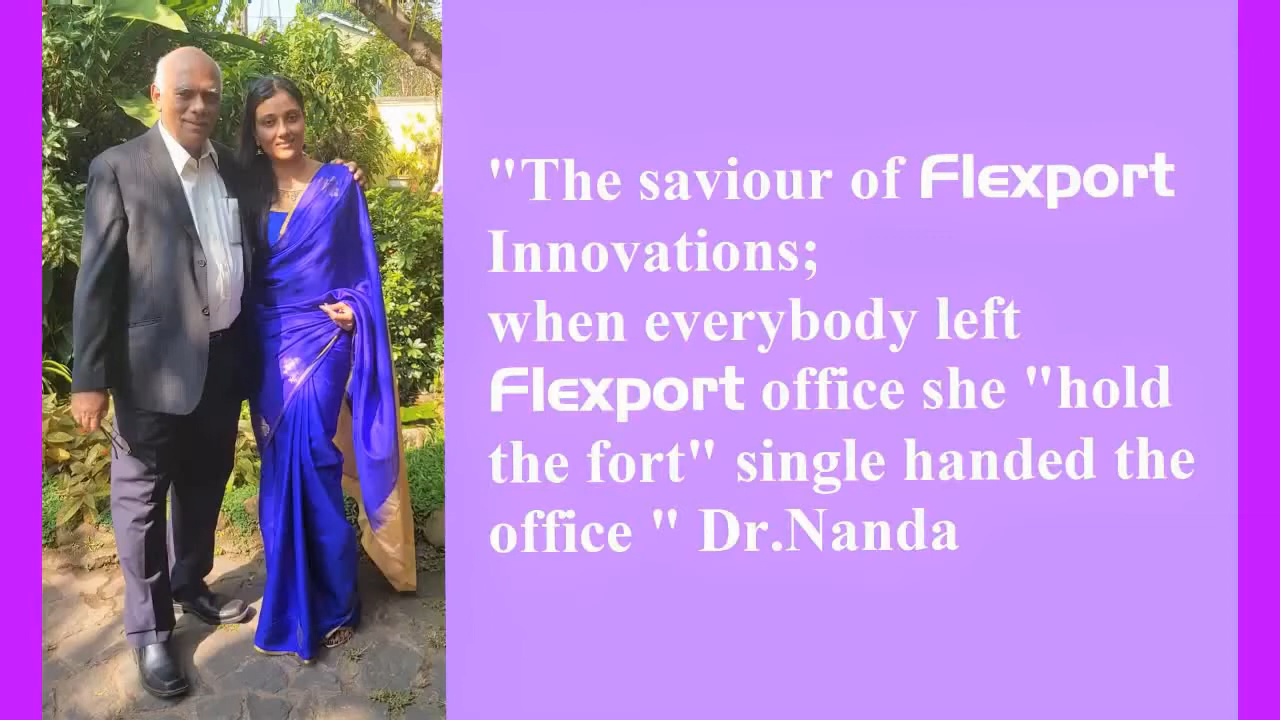 "The saviour of Flexport
Innovations;
when everybody left
Flexport office she "hold
the fort" single handed the
office " Dr.Nanda